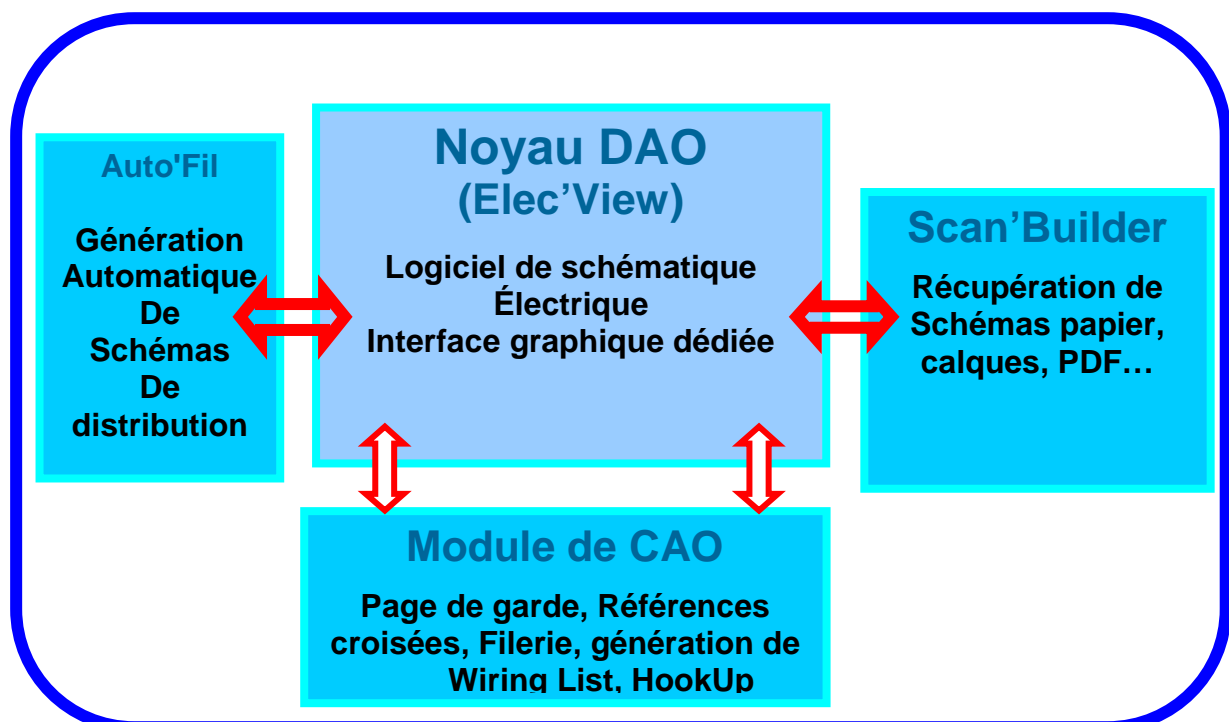 Auto'Fil
Génération
Automatique
De
Schémas
De
distribution
Noyau DAO
(Elec’View)
Logiciel de schématique
Électrique
Interface graphique dédiée
Scan’Builder
Récupération de
Schémas papier,
calques, PDF…
Module de CAO
Page de garde, Références
croisées, Filerie, génération de
Wiring List, HookUp